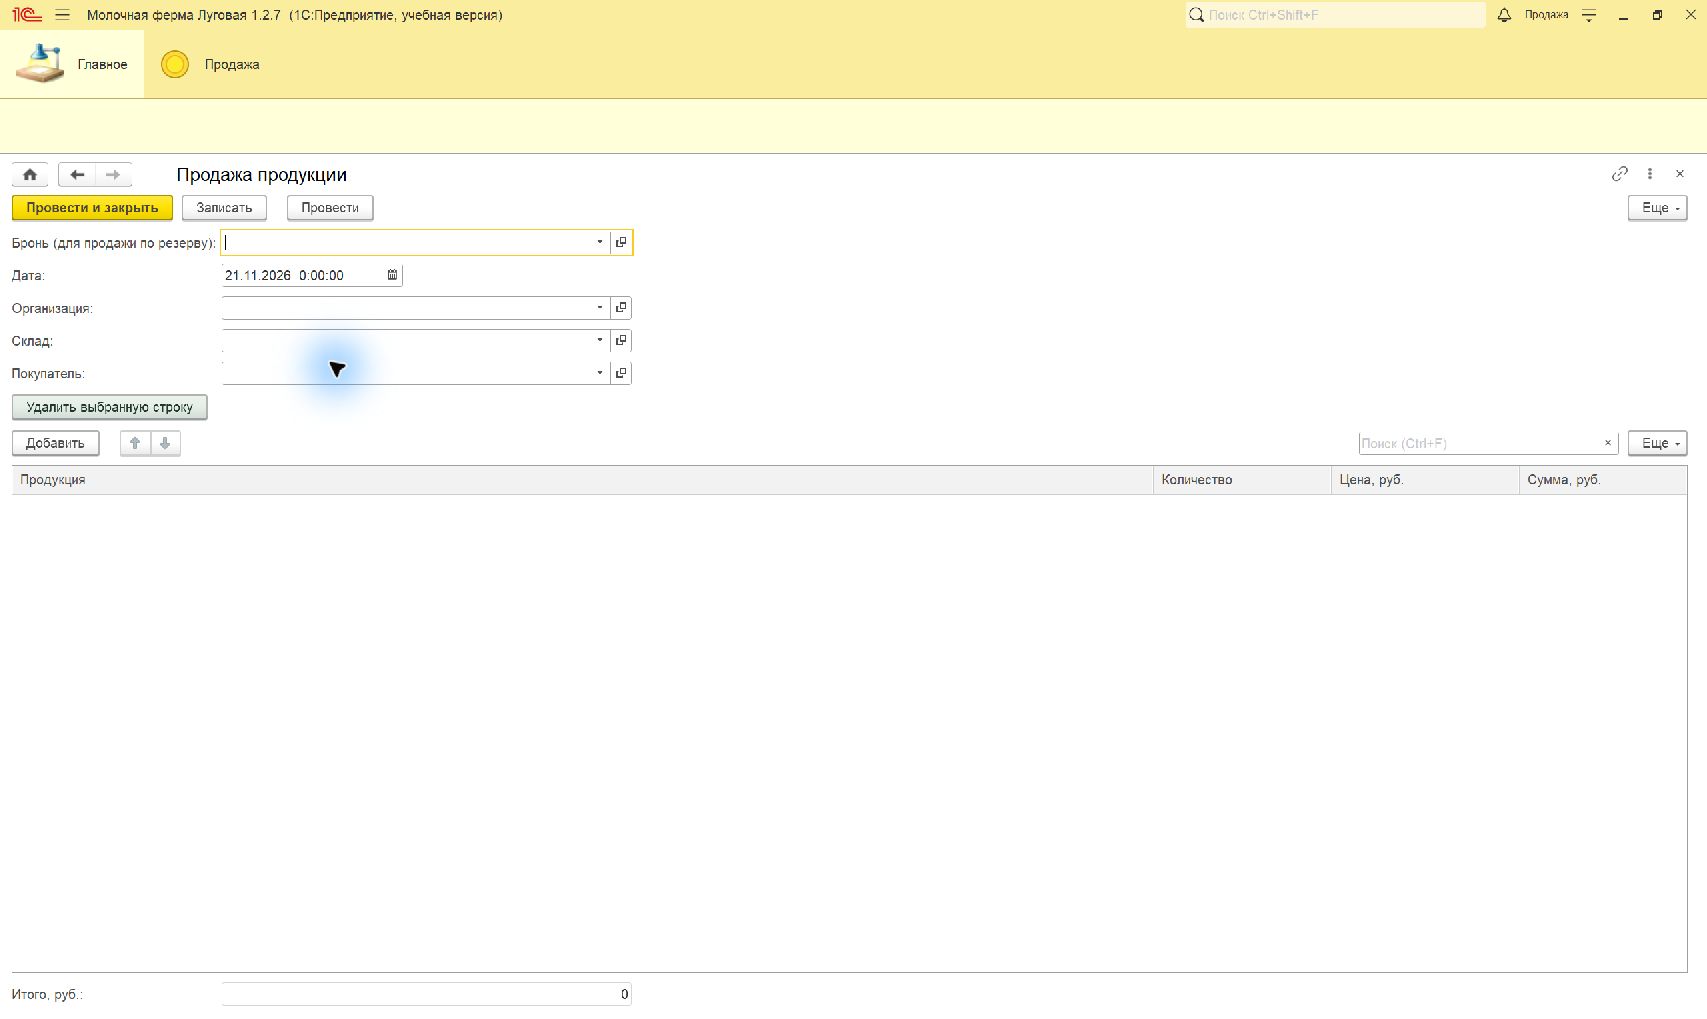 1С Молочная ферма Луговая 1.2.7 (1С:Предприятие, учебная версия) Поиск Ctrl+Shift+F Продажа
Главное Продажа
Продажа продукции
Провести и закрыть Записать Провести Еще
Бронь (для продажи по резерву):
Дата: 21.11.2026 0:00:00
Организация:
Склад:
Покупатель:
Удалить выбранную строку
Добавить Поиск (Ctrl+F) × Еще
Продукция Количество Цена, руб. Сумма, руб.
Итого, руб.: 0